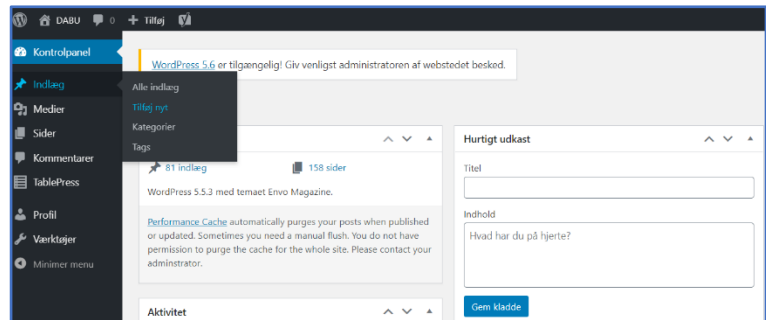 DABU 0 + Tilføj
Kontrolpanel
Indlæg
Medier
Sider
Kommentarer
TablePress
Profil
Værktøjer
Minimer menu
Alle indlæg
Tilføj nyt
Kategorier
Tags
WordPress 5.6 er tilgængelig! Giv venligst administratoren af webstedet besked.
81 indlæg 158 sider
WordPress 5.5.3 med temaet Envo Magazine.
Performance Cache automatically purges your posts when published
or updated. Sometimes you need a manual flush. You do not have
permission to purge the cache for the whole site. Please contact your
adminstrator.
Aktivitet
Hurtigt udkast
Titel
Indhold
Hvad har du på hjerte?
Gem kladde